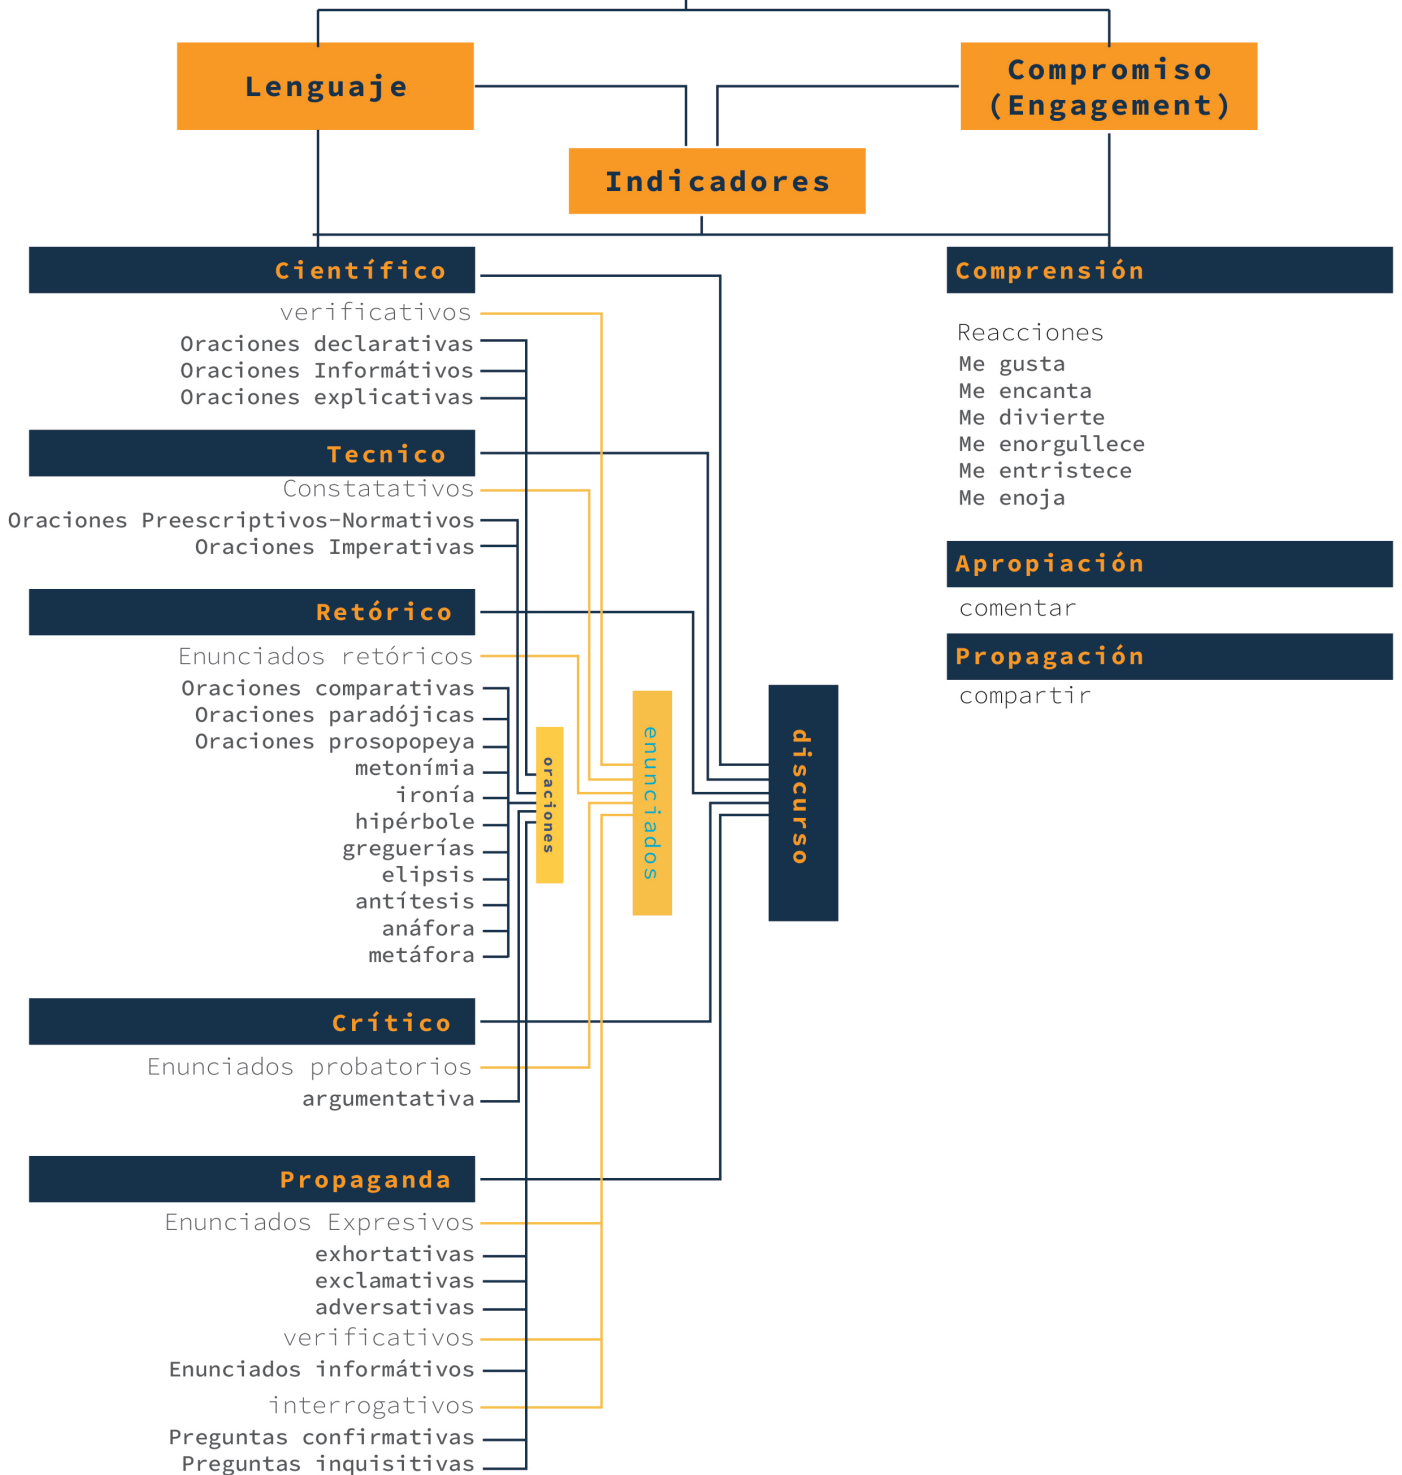 Lenguaje
Compromiso
(Engagement)
Indicadores
Científico
verificativos
Oraciones declarativas
Oraciones Informátivos
Oraciones explicativas
Tecnico
Constatativos
Oraciones Preescriptivos-Normativos
Oraciones Imperativas
Retórico
Enunciados retóricos
Oraciones comparativas
Oraciones paradójicas
Oraciones prosopopeya
metonímia
ironía
hipérbole
greguerías
elipsis
antítesis
anáfora
metáfora
Crítico
Enunciados probatorios
argumentativa
Propaganda
Enunciados Expresivos
exhortativas
exclamativas
adversativas
verificativos
Enunciados informátivos
interrogativos
Preguntas confirmativas
Preguntas inquisitivas
oraciones
enunciados
discurso
Comprensión
Reacciones
Me gusta
Me encanta
Me divierte
Me enorgullece
Me entristece
Me enoja
Apropiación
comentar
Propagación
compartir